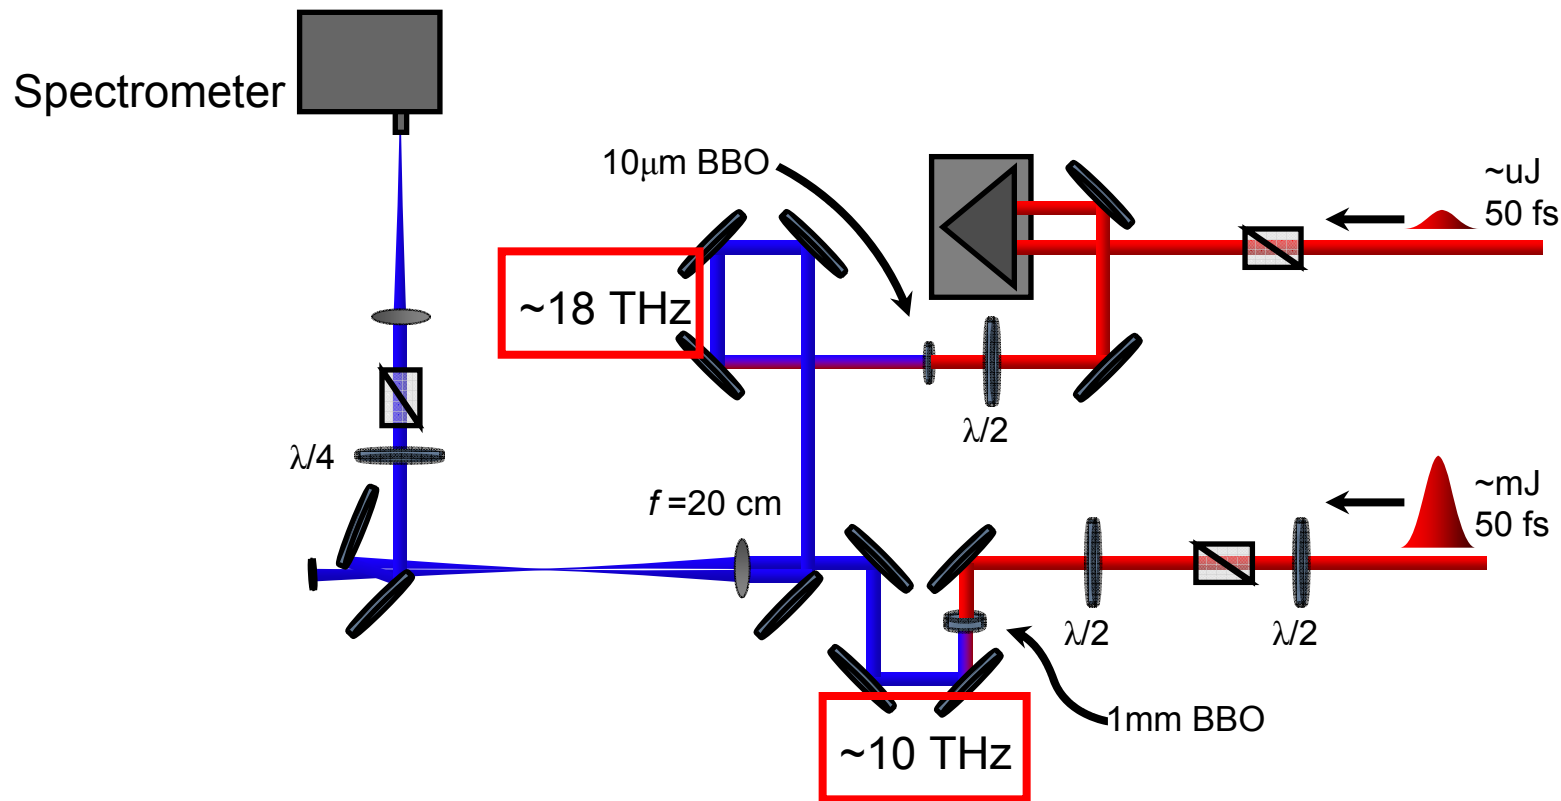 Spectrometer
10μm BBO
~uJ
50 fs
~18 THz
λ/2
λ/4
f =20 cm
~mJ
50 fs
λ/2
λ/2
1mm BBO
~10 THz